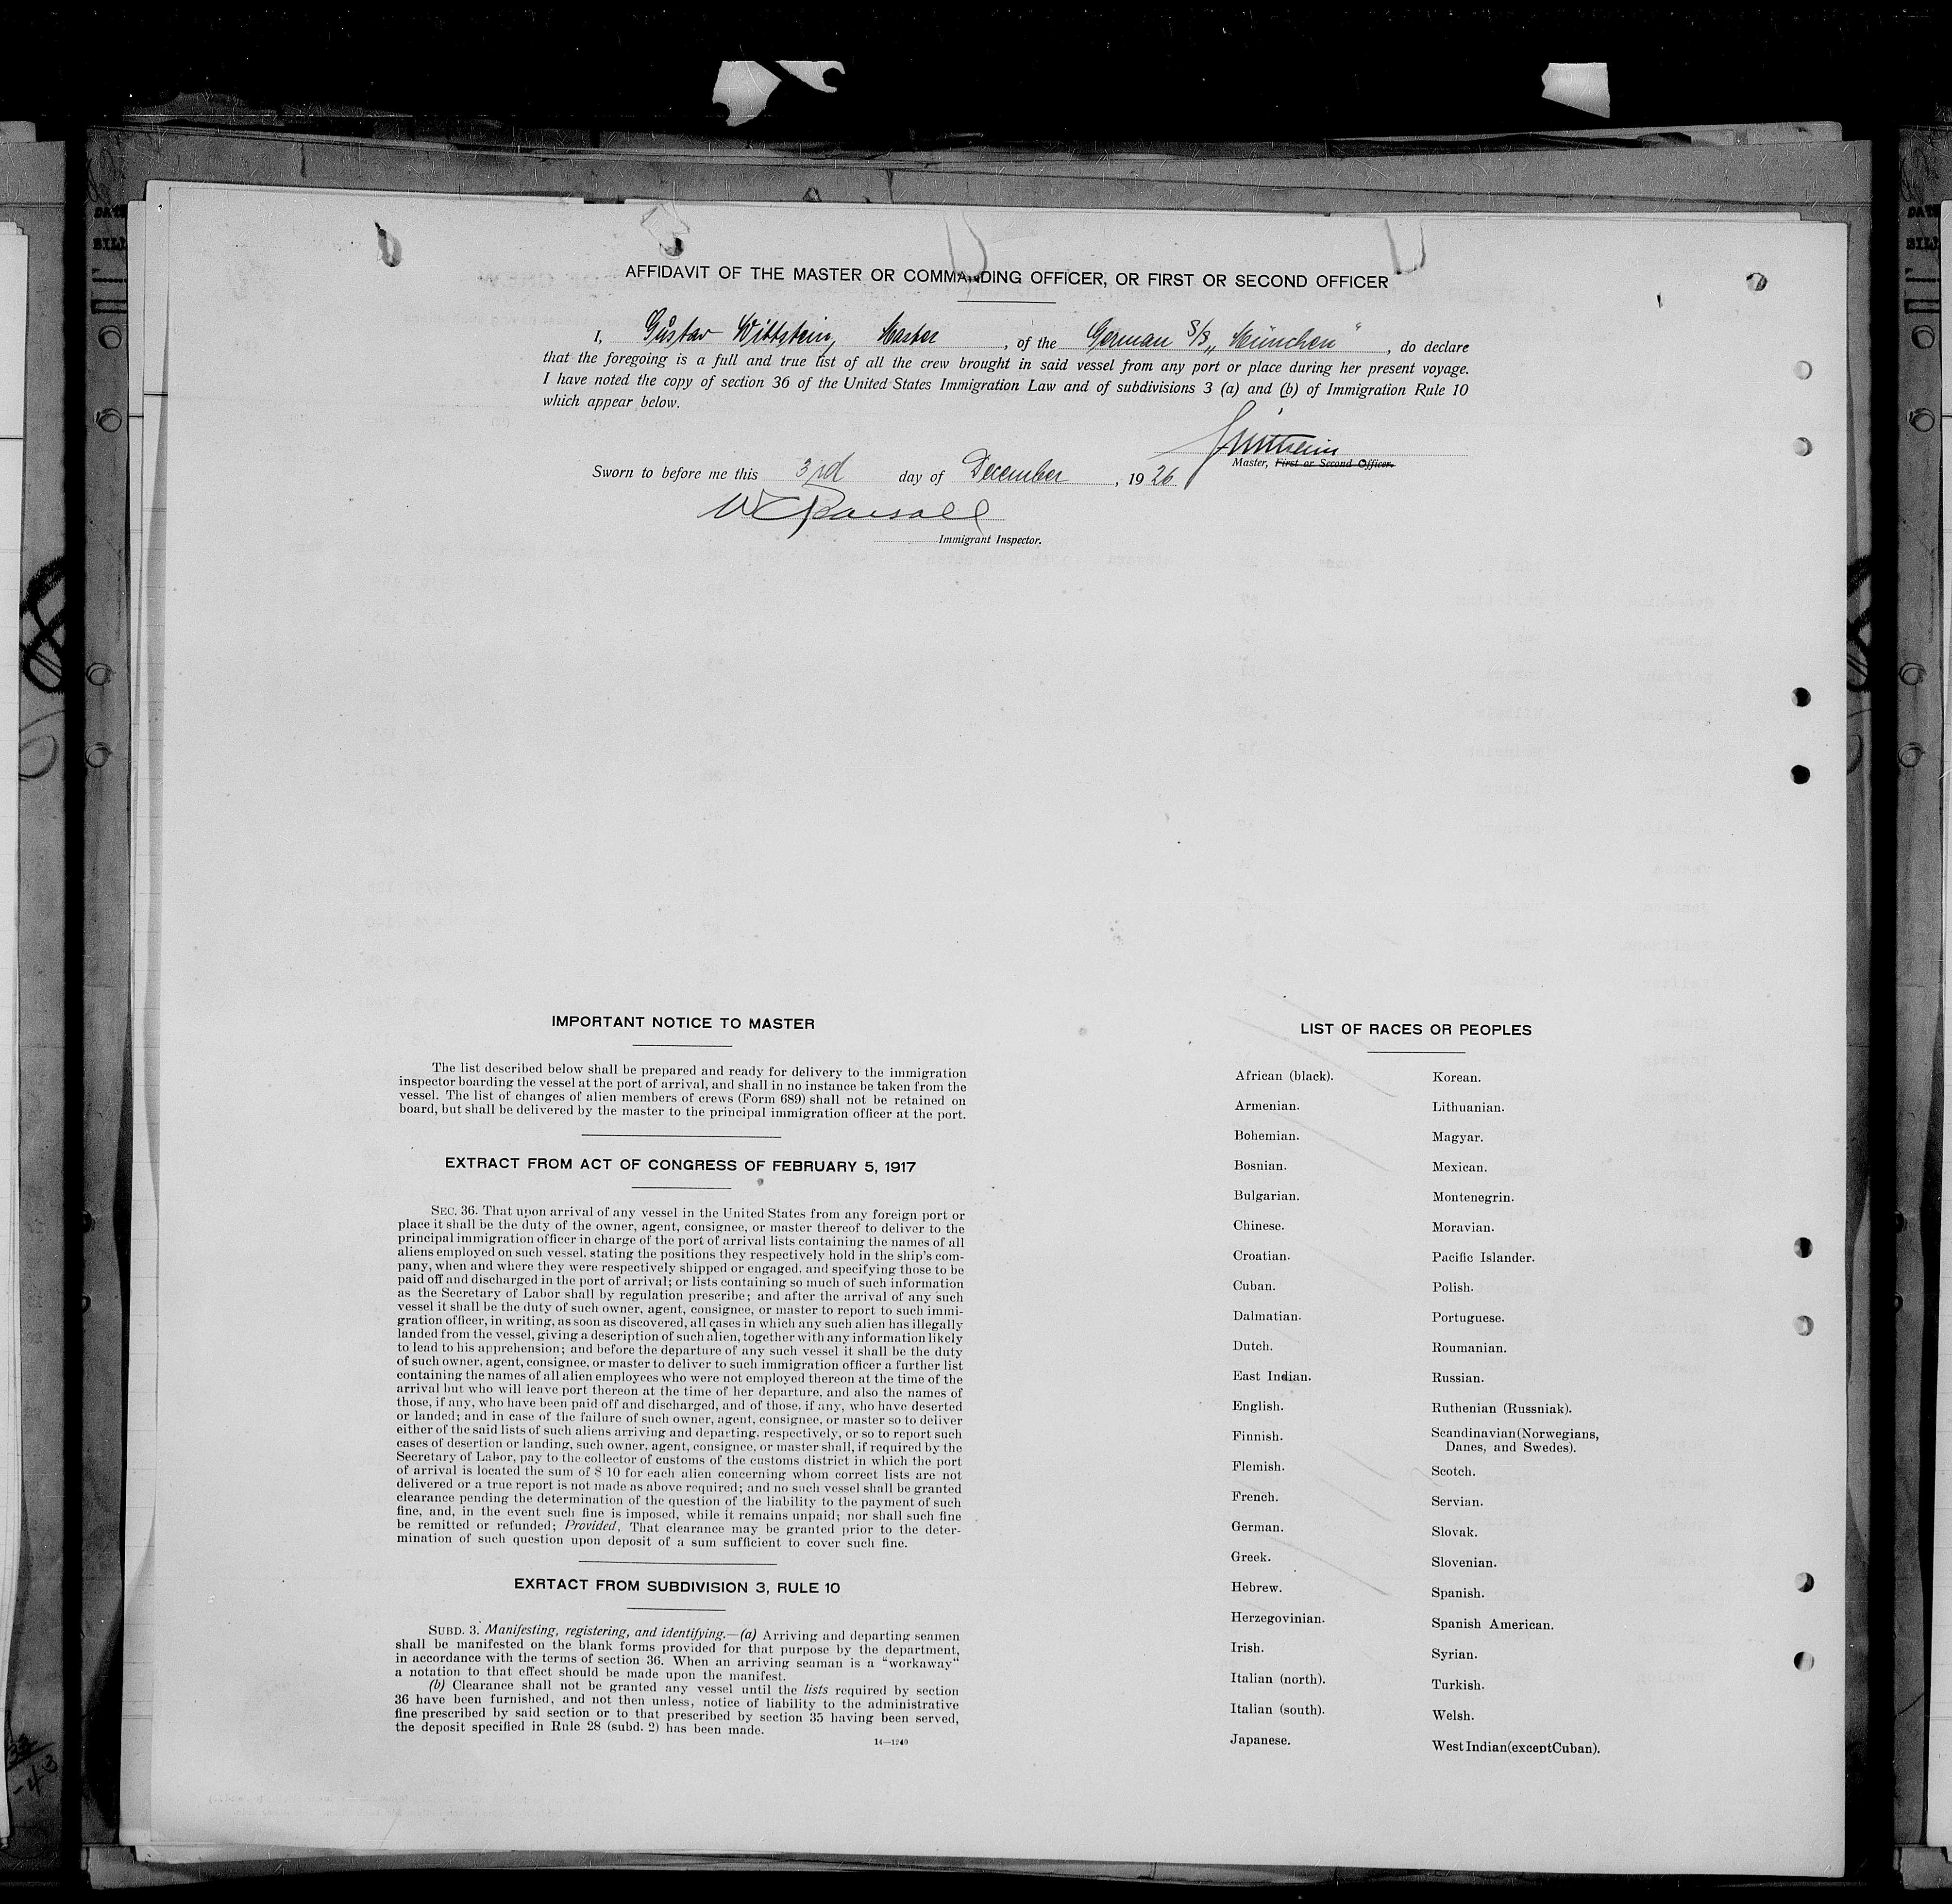 AFFIDAVIT OF THE MASTER OR COMMANDING OFFICER, OR FIRST OR SECOND OFFICER
I, Gustav Wittstein, Master, of the German S/S „München“, do declare
that the foregoing is a full and true list of all the crew brought in said vessel from any port or place during her present voyage.
I have noted the copy of section 36 of the United States Immigration Law and of subdivisions 3 (a) and (b) of Immigration Rule 10
which appear below.
Master, First or Second Officer.
Sworn to before me this 3rd day of December, 1926
Immigrant Inspector.
IMPORTANT NOTICE TO MASTER
The list described below shall be prepared and ready for delivery to the immigration
inspector boarding the vessel at the port of arrival, and shall in no instance be taken from the
vessel. The list of changes of alien members of crews (Form 689) shall not be retained on
board, but shall be delivered by the master to the principal immigration officer at the port.
EXTRACT FROM ACT OF CONGRESS OF FEBRUARY 5, 1917
SEC. 36. That upon arrival of any vessel in the United States from any foreign port or
place it shall be the duty of the owner, agent, consignee, or master thereof to deliver to the
principal immigration officer in charge of the port of arrival lists containing the names of all
aliens employed on such vessel, stating the positions they respectively hold in the ship's com-
pany, when and where they were respectively shipped or engaged, and specifying those to be
paid off and discharged in the port of arrival; or lists containing so much of such information
as the Secretary of Labor shall by regulation prescribe; and after the arrival of any such
vessel it shall be the duty of such owner, agent, consignee, or master to report to such immi-
gration officer, in writing, as soon as discovered, all cases in which any such alien has illegally
landed from the vessel, giving a description of such alien, together with any information likely
to lead to his apprehension; and before the departure of any such vessel it shall be the duty
of such owner, agent, consignee, or master to deliver to such immigration officer a further list
containing the names of all alien employees who were not employed thereon at the time of the
arrival but who will leave port thereon at the time of her departure, and also the names of
those, if any, who have been paid off and discharged, and of those, if any, who have deserted
or landed; and in case of the failure of such owner, agent, consignee, or master so to deliver
either of the said lists of such aliens arriving and departing, respectively, or so to report such
cases of desertion or landing, such owner, agent, consignee, or master shall, if required by the
Secretary of Labor, pay to the collector of customs of the customs district in which the port
of arrival is located the sum of $ 10 for each alien concerning whom correct lists are not
delivered or a true report is not made as above required; and no such vessel shall be granted
clearance pending the determination of the question of the liability to the payment of such
fine, and, in the event such fine is imposed, while it remains unpaid; nor shall such fine
be remitted or refunded; Provided, That clearance may be granted prior to the deter-
mination of such question upon deposit of a sum sufficient to cover such fine.
EXRTACT FROM SUBDIVISION 3, RULE 10
SUBD. 3. Manifesting, registering, and identifying.—(a) Arriving and departing seamen
shall be manifested on the blank forms provided for that purpose by the department,
in accordance with the terms of section 36. When an arriving seaman is a “workaway“
a notation to that effect should be made upon the manifest.
(b) Clearance shall not be granted any vessel until the lists required by section
36 have been furnished, and not then unless, notice of liability to the administrative
fine prescribed by said section or to that prescribed by section 35 having been served,
the deposit specified in Rule 28 (subd. 2) has been made.
14—1240
LIST OF RACES OR PEOPLES
African (black).
Armenian.
Bohemian.
Bosnian.
Bulgarian.
Chinese.
Croatian.
Cuban.
Dalmatian.
Dutch.
East Indian.
English.
Finnish.
Flemish.
French.
German.
Greek.
Hebrew.
Herzegovinian.
Irish.
Italian (north).
Italian (south).
Japanese.
Korean.
Lithuanian.
Magyar.
Mexican.
Montenegrin.
Moravian.
Pacific Islander.
Polish.
Portuguese.
Roumanian.
Russian.
Ruthenian (Russniak).
Scandinavian (Norwegians,
Danes, and Swedes).
Scotch.
Servian.
Slovak.
Slovenian.
Spanish.
Spanish American.
Syrian.
Turkish.
Welsh.
West Indian (except Cuban).